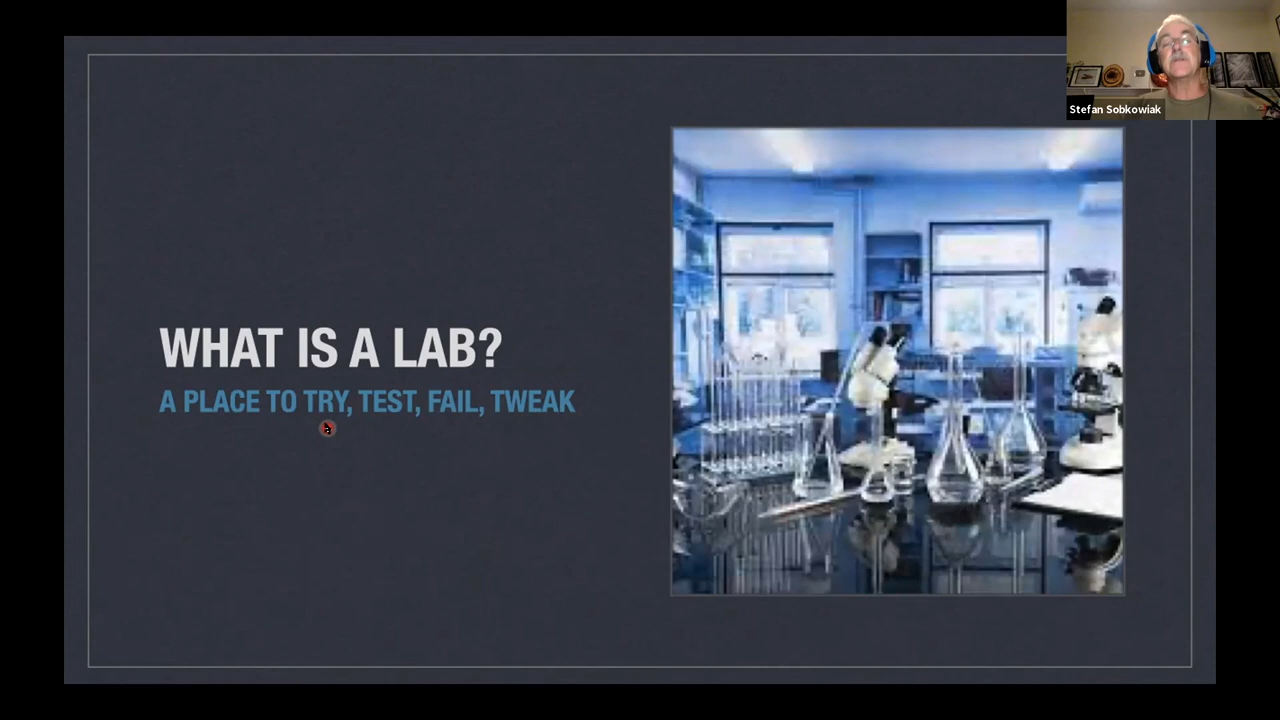 Stefan Sobkowiak
WHAT IS A LAB?
A PLACE TO TRY, TEST, FAIL, TWEAK